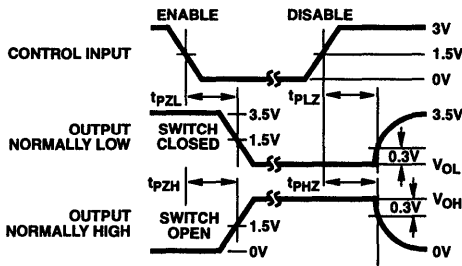 ENABLE DISABLE
3V
CONTROL INPUT 1.5V
0V
tPZL tPLZ
3.5V 3.5V
OUTPUT NORMALLY LOW
SWITCH CLOSED
1.5V
0.3V
VOL
tPZH tPHZ
VOH
0.3V
OUTPUT NORMALLY HIGH
SWITCH OPEN
1.5V
0V 0V